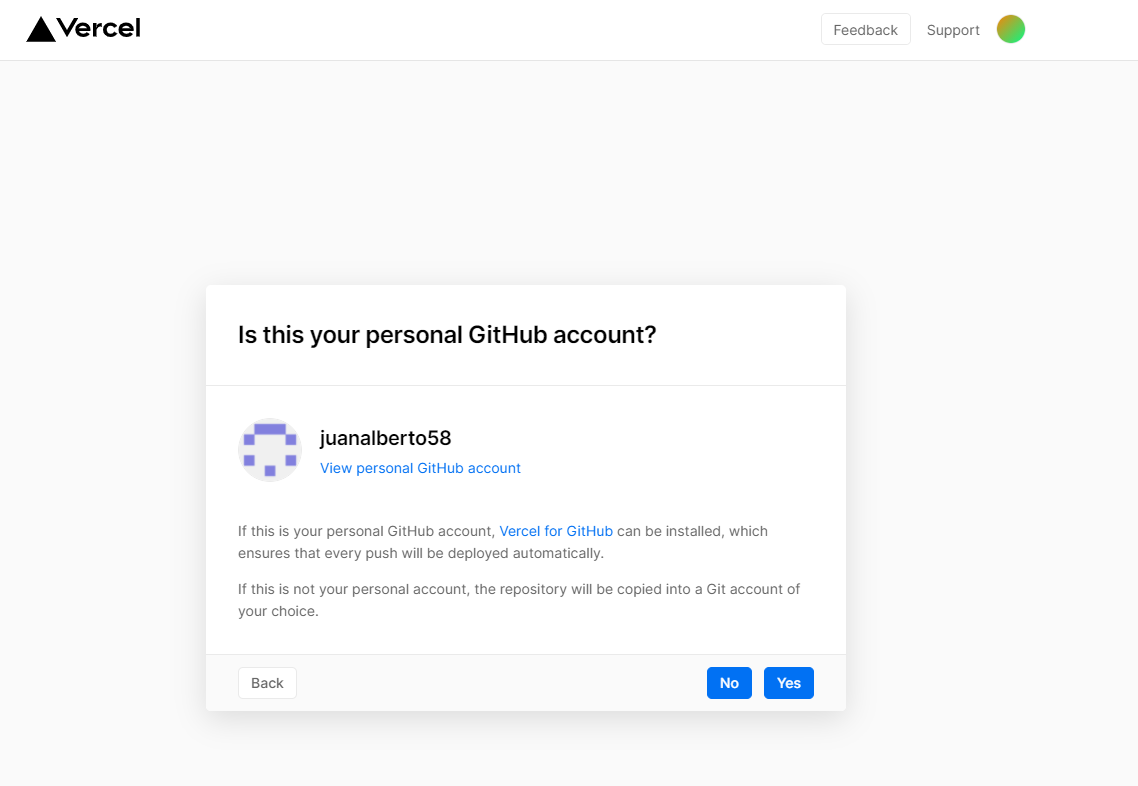 Vercel
Feedback
Support
Is this your personal GitHub account?
juanalberto58
View personal GitHub account
If this is your personal GitHub account, Vercel for GitHub can be installed, which
ensures that every push will be deployed automatically.
If this is not your personal account, the repository will be copied into a Git account of
your choice.
Back
No
Yes